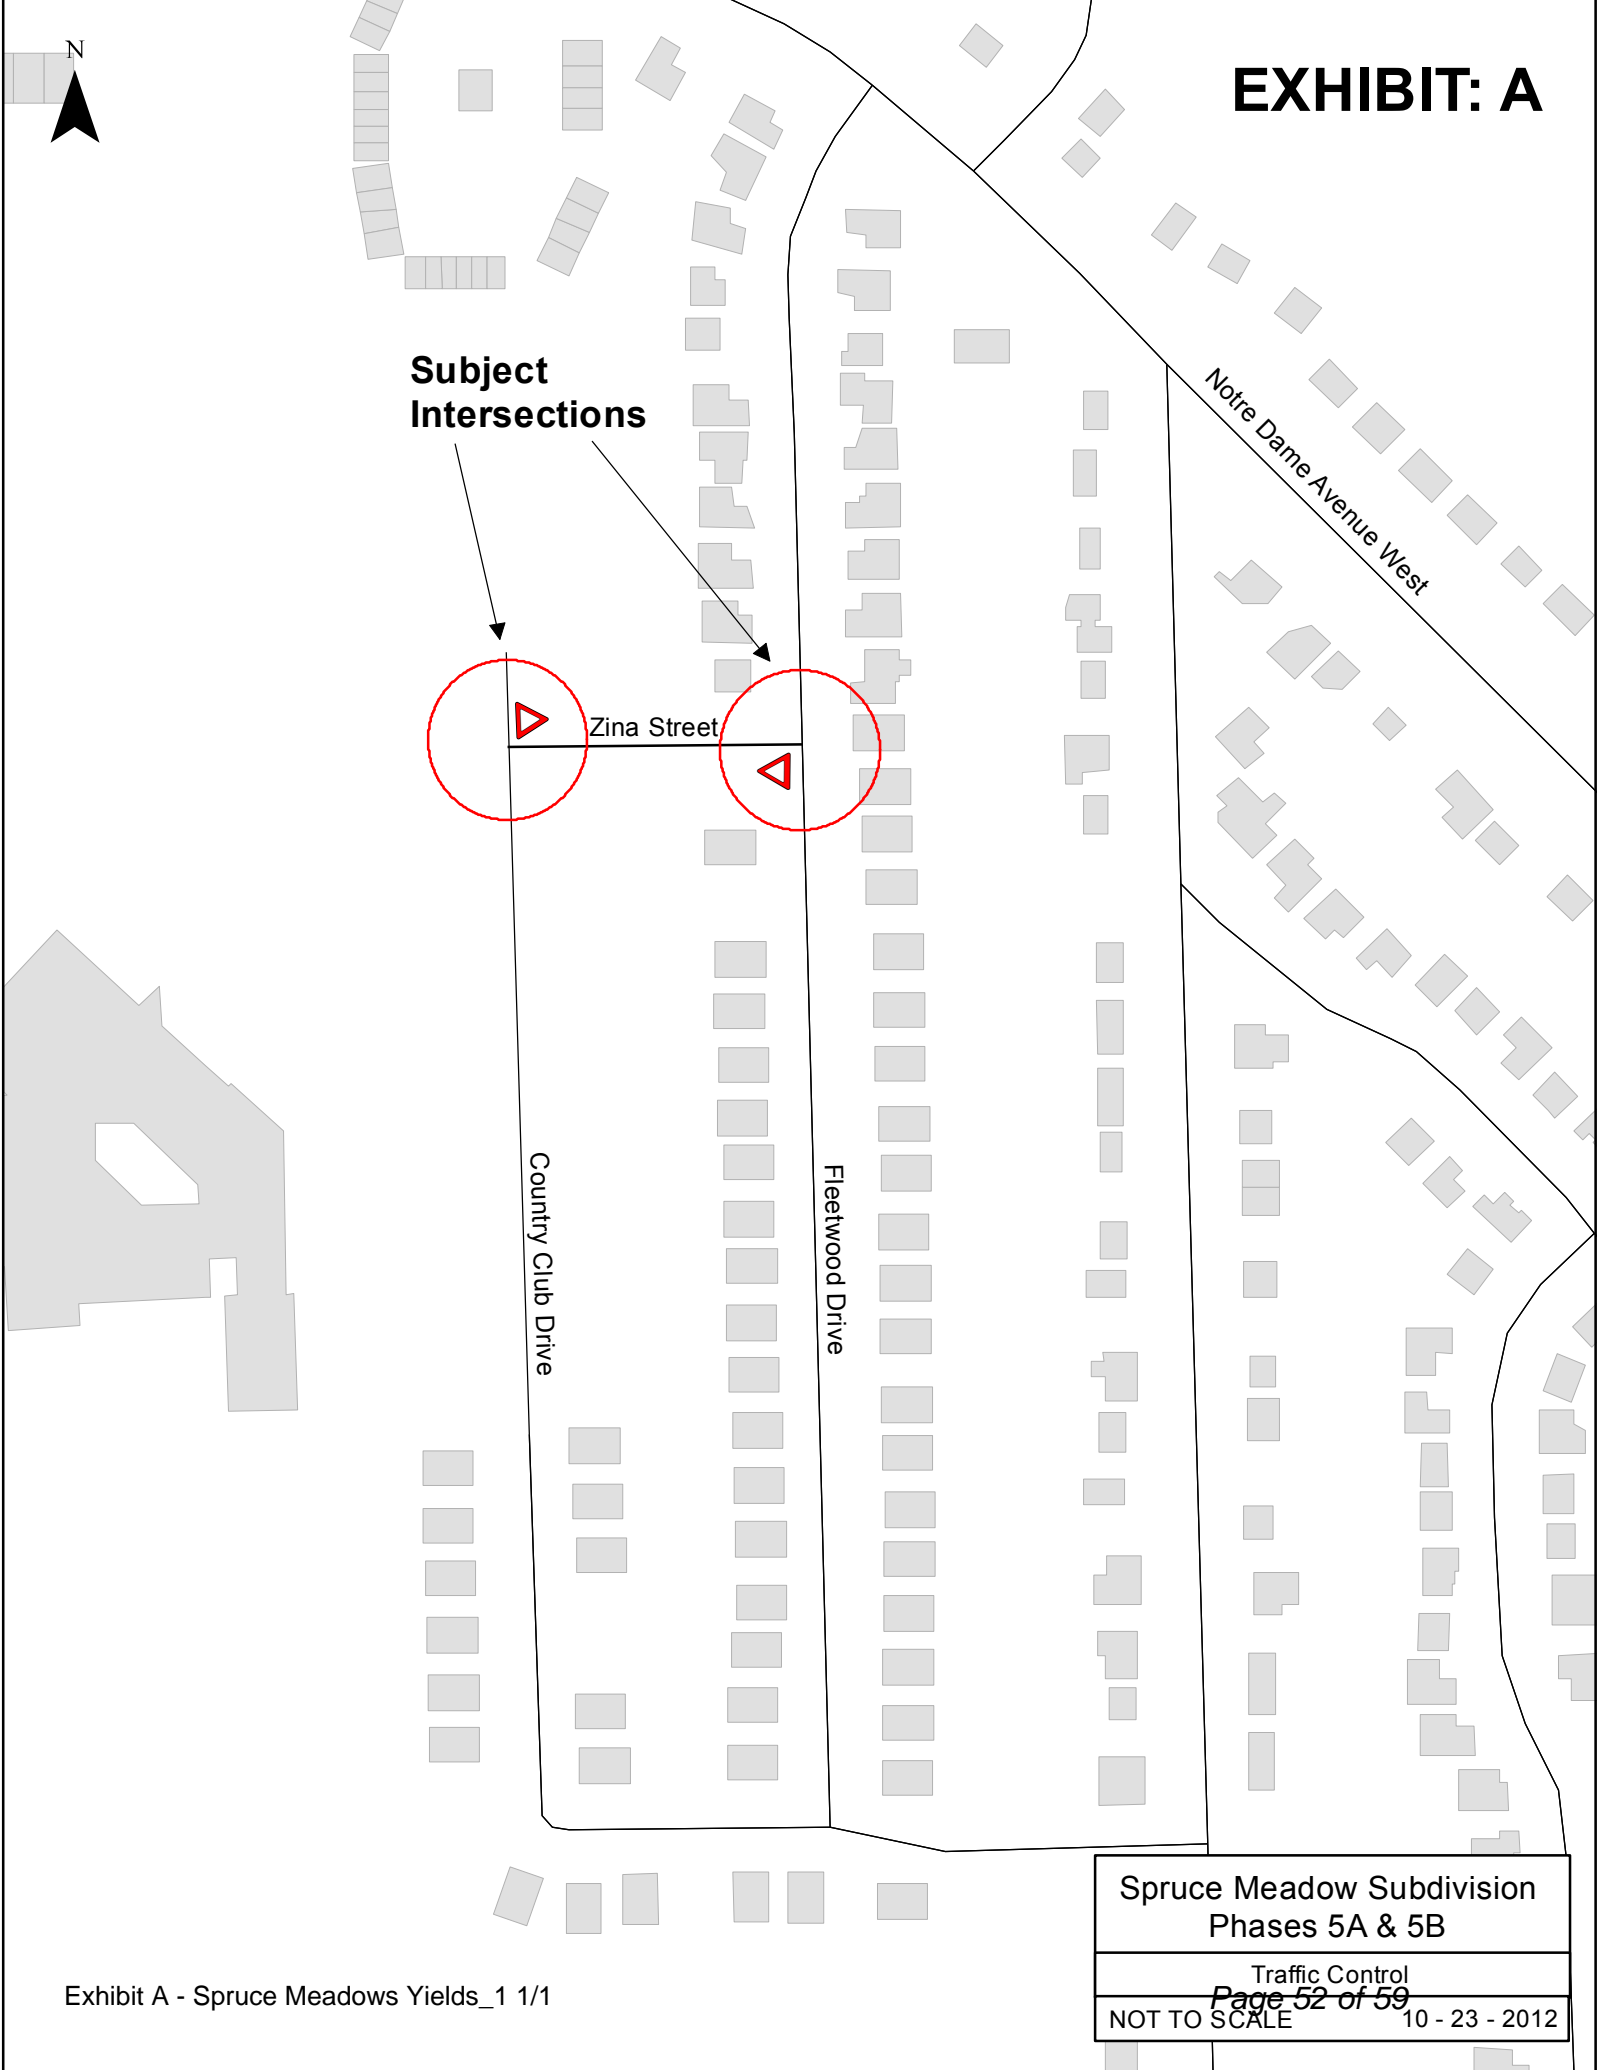 N
EXHIBIT: A
Subject
Intersections
Notre Dame Avenue West
Zina Street
Country Club Drive
Fleetwood Drive
Spruce Meadow Subdivision
Phases 5A & 5B
Traffic Control
Page 52 of 59
NOT TO SCALE 10 - 23 - 2012
Exhibit A - Spruce Meadows Yields_1 1/1